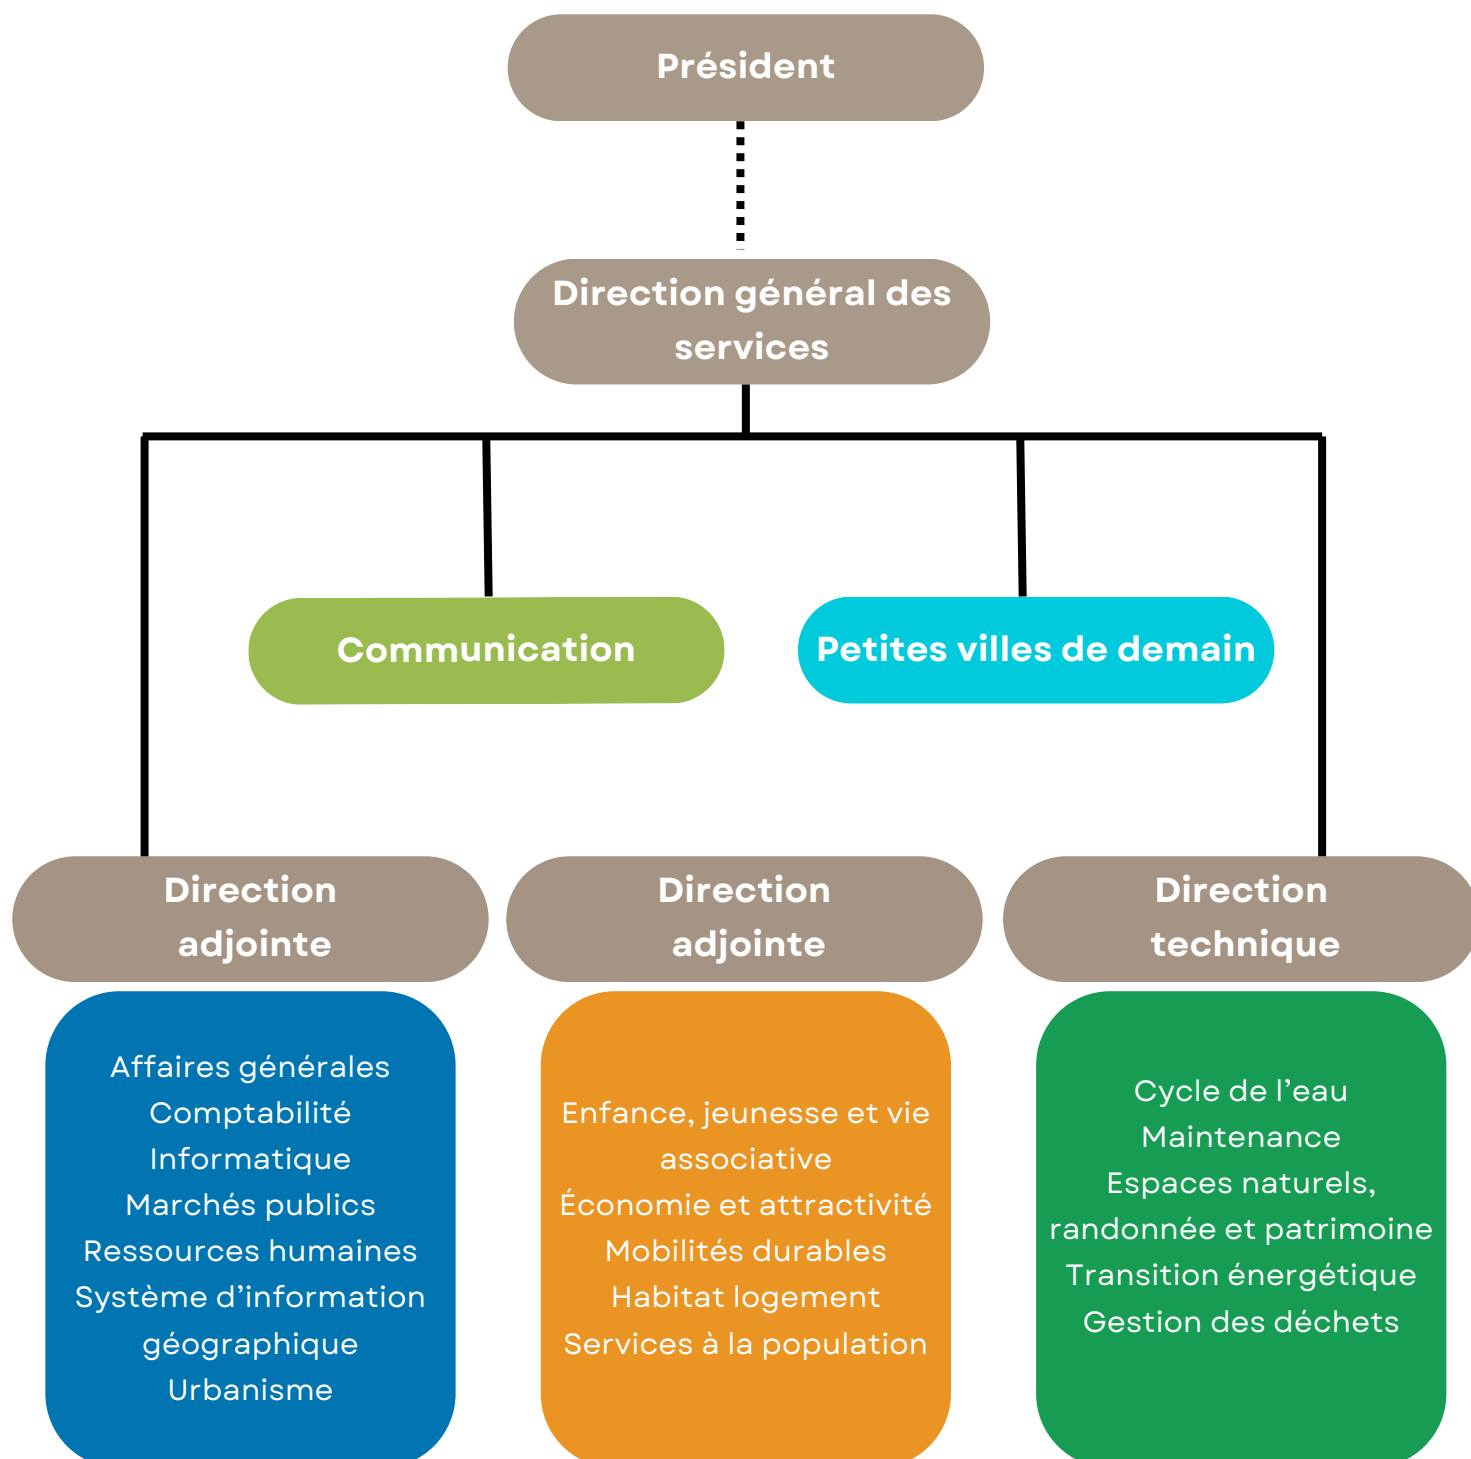 Président
Direction général des
services
Communication
Petites villes de demain
Direction
adjointe
Direction
adjointe
Direction
technique
Affaires générales
Comptabilité
Informatique
Marchés publics
Ressources humaines
Système d’information
géographique
Urbanisme
Enfance, jeunesse et vie
associative
Économie et attractivité
Mobilités durables
Habitat logement
Services à la population
Cycle de l’eau
Maintenance
Espaces naturels,
randonnée et patrimoine
Transition énergétique
Gestion des déchets